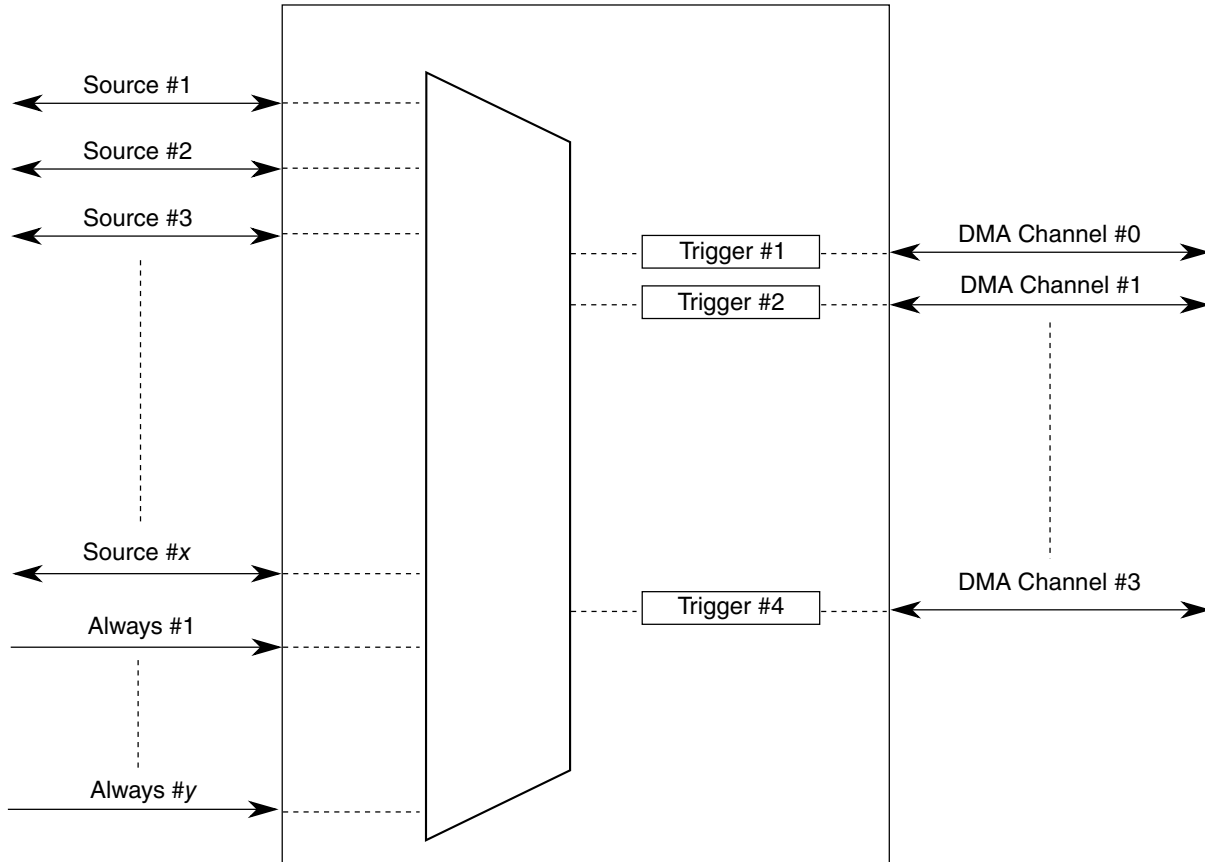 Source #1
Source #2
Source #3
Source #x
Always #1
Always #y
Trigger #1
Trigger #2
Trigger #4
DMA Channel #0
DMA Channel #1
DMA Channel #3